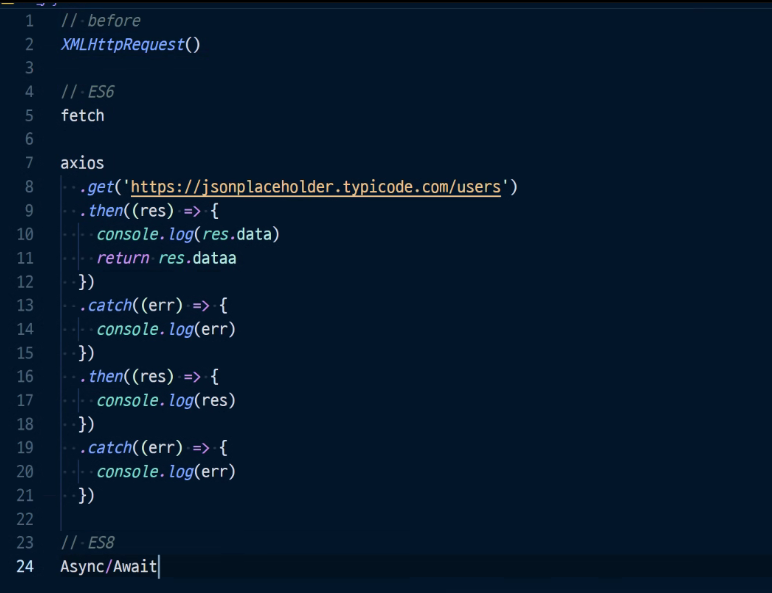 1 // before
2 XMLHttpRequest()
3
4 // ES6
5 fetch
6
7 axios
8 .get('https://jsonplaceholder.typicode.com/users')
9 .then((res) => {
10 console.log(res.data)
11 return res.dataa
12 })
13 .catch((err) => {
14 console.log(err)
15 })
16 .then((res) => {
17 console.log(res)
18 })
19 .catch((err) => {
20 console.log(err)
21 })
22
23 // ES8
24 Async/Await